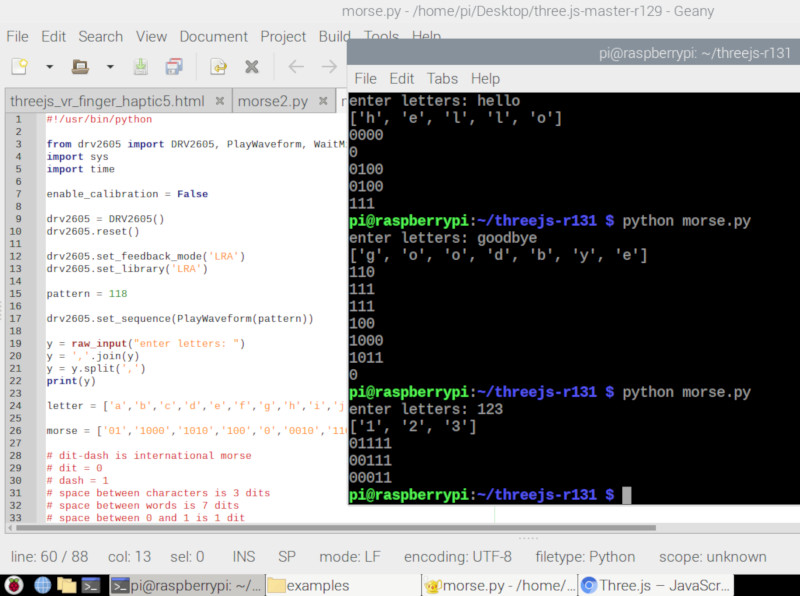 morse.py - /home/pi/Desktop/three.js-master-r129 - Geany
File Edit Search View Document Project Build Tools Help
threejs_vr_finger_haptic5.html morse2.py
1 #!/usr/bin/python
2
3 from drv2605 import DRV2605, PlayWaveform, WaitMi
4 import sys
5 import time
6
7 enable_calibration = False
8
9 drv2605 = DRV2605()
10 drv2605.reset()
11
12 drv2605.set_feedback_mode('LRA')
13 drv2605.set_library('LRA')
14
15 pattern = 118
16
17 drv2605.set_sequence(PlayWaveform(pattern))
18
19 y = raw_input("enter letters: ")
20 y = ','.join(y)
21 y = y.split(',')
22 print(y)
23
24 letter = ['a','b','c','d','e','f','g','h','i','j
25
26 morse = ['01','1000','1010','100','0','0010','110
27
28 # dit-dash is international morse
29 # dit = 0
30 # dash = 1
31 # space between characters is 3 dits
32 # space between words is 7 dits
33 # space between 0 and 1 is 1 dit
pi@raspberrypi: ~/threejs-r131
File Edit Tabs Help
enter letters: hello
['h', 'e', 'l', 'l', 'o']
0000
0
0100
0100
111
pi@raspberrypi:~/threejs-r131 $ python morse.py
enter letters: goodbye
['g', 'o', 'o', 'd', 'b', 'y', 'e']
110
111
111
100
1000
1011
0
pi@raspberrypi:~/threejs-r131 $ python morse.py
enter letters: 123
['1', '2', '3']
01111
00111
00011
pi@raspberrypi:~/threejs-r131 $
line: 60 / 88 col: 13 sel: 0 INS SP mode: LF encoding: UTF-8 filetype: Python scope: unknown
pi@raspberrypi: ~/... examples morse.py - /home/... Three.js – JavaScr...